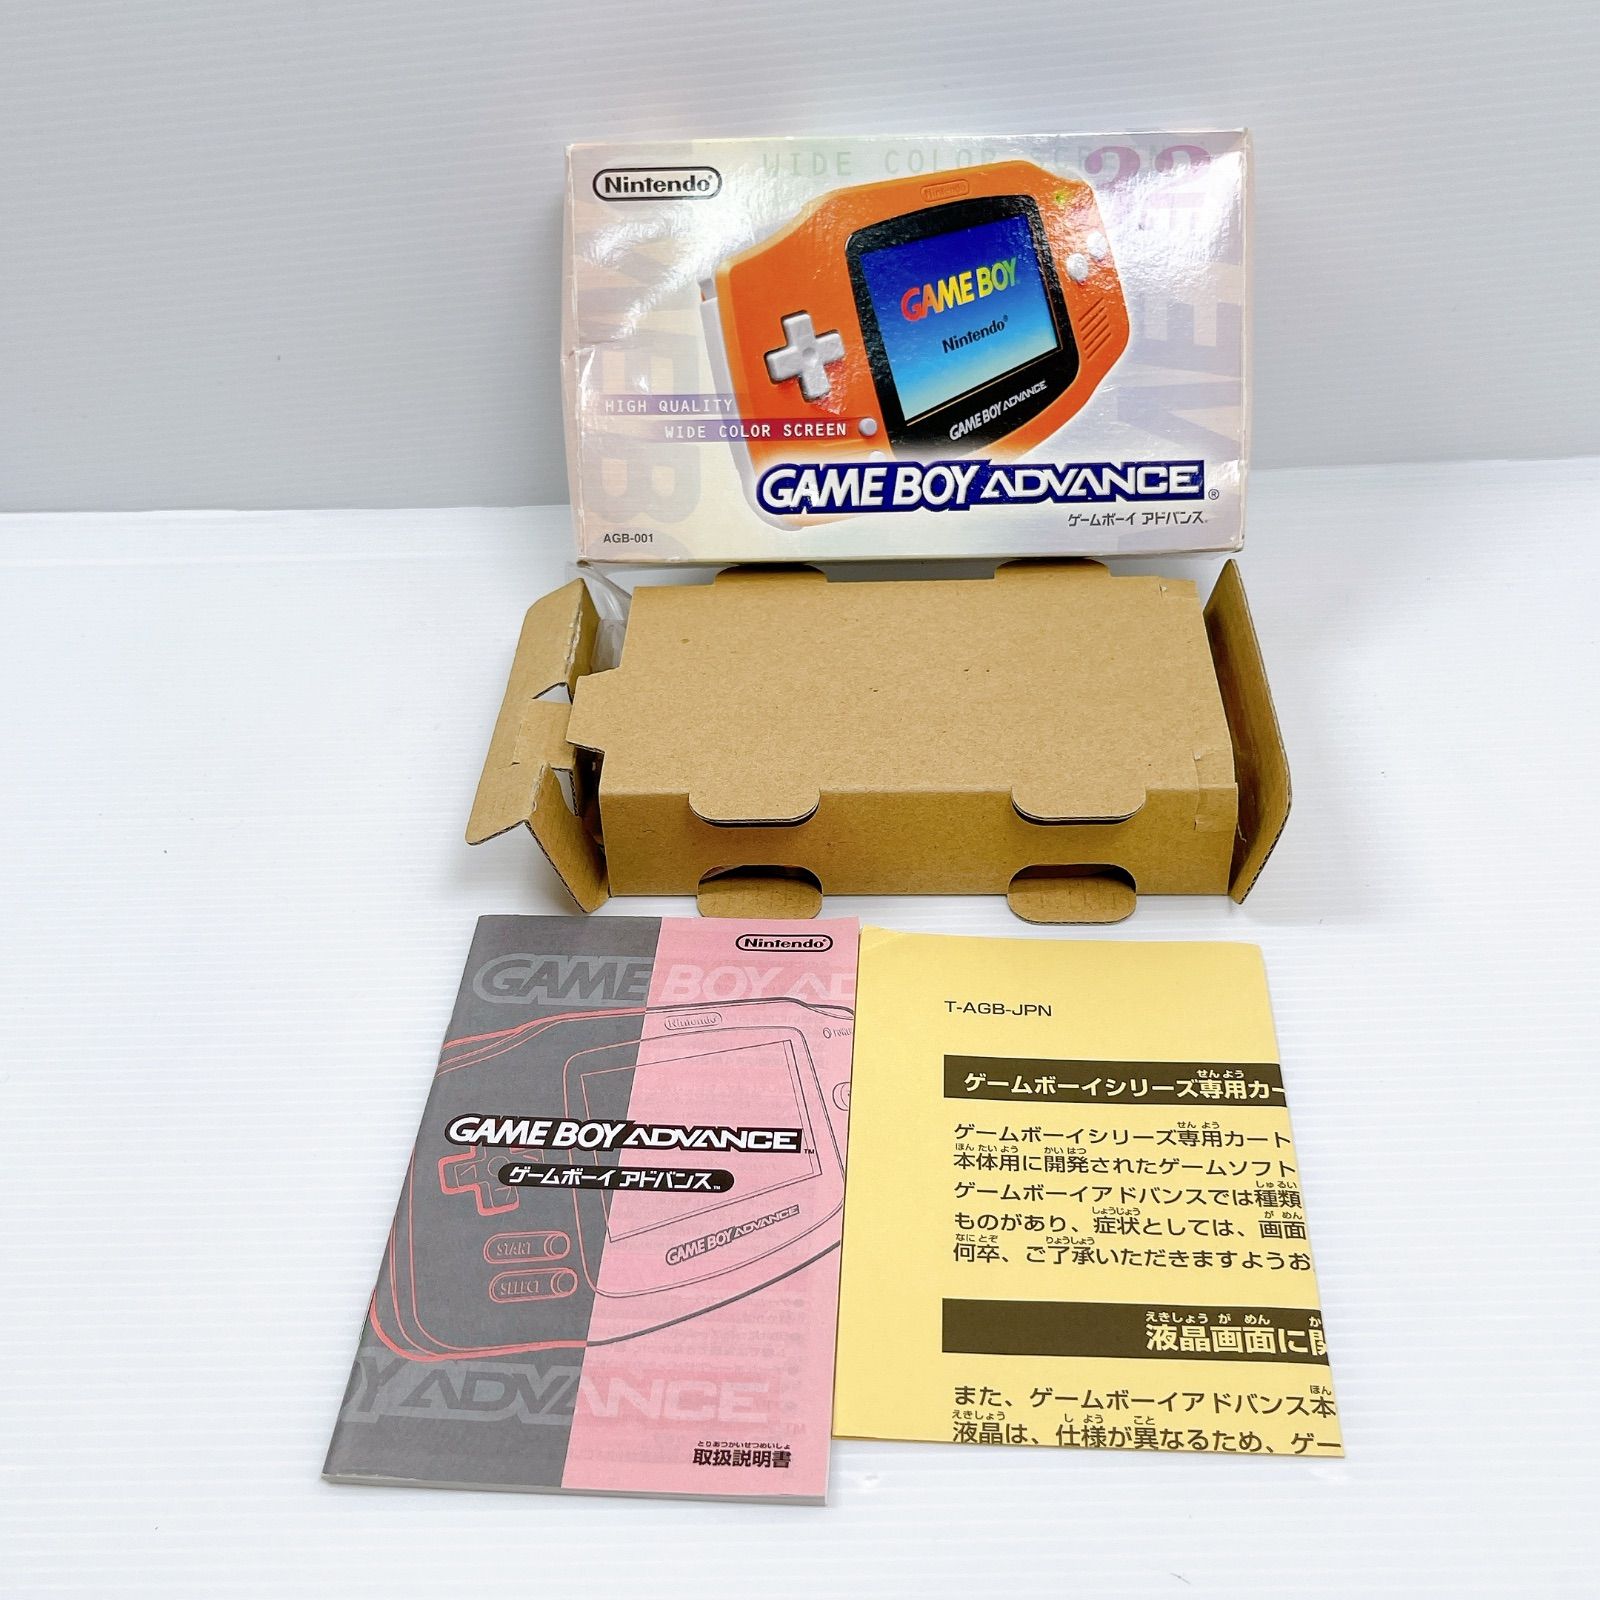 Nintendo
WIDE COLOR SCREEN
22
Nintendo
GAME BOY
Nintendo®
GAME BOY ADVANCE
HIGH QUALITY
WIDE COLOR SCREEN
GAME BOY ADVANCE®
ゲームボーイ アドバンス
AGB-001
Nintendo®
GAME BOY AD
Nintendo
GAME BOY ADVANCE™
ゲームボーイ アドバンス™
START
SELECT
GAME BOY ADVANCE
OY ADVANCE™
とりあつかいせつめいしょ
取扱説明書
T-AGB-JPN
せんよう
ゲームボーイシリーズ専用カー
せんよう
ゲームボーイシリーズ専用カート
ほんたいよう かいはつ
本体用に開発されたゲームソフト
しゅるい
ゲームボーイアドバンスでは種類
しょうじょう がめん
ものがあり、症状としては、画面
なにとぞ りょうしょう
何卒、ご了承いただきますようお
えきしょうがめん か
液晶画面に関
ほん
また、ゲームボーイアドバンス本
えきしょう しよう こと
液晶は、仕様が異なるため、ゲー